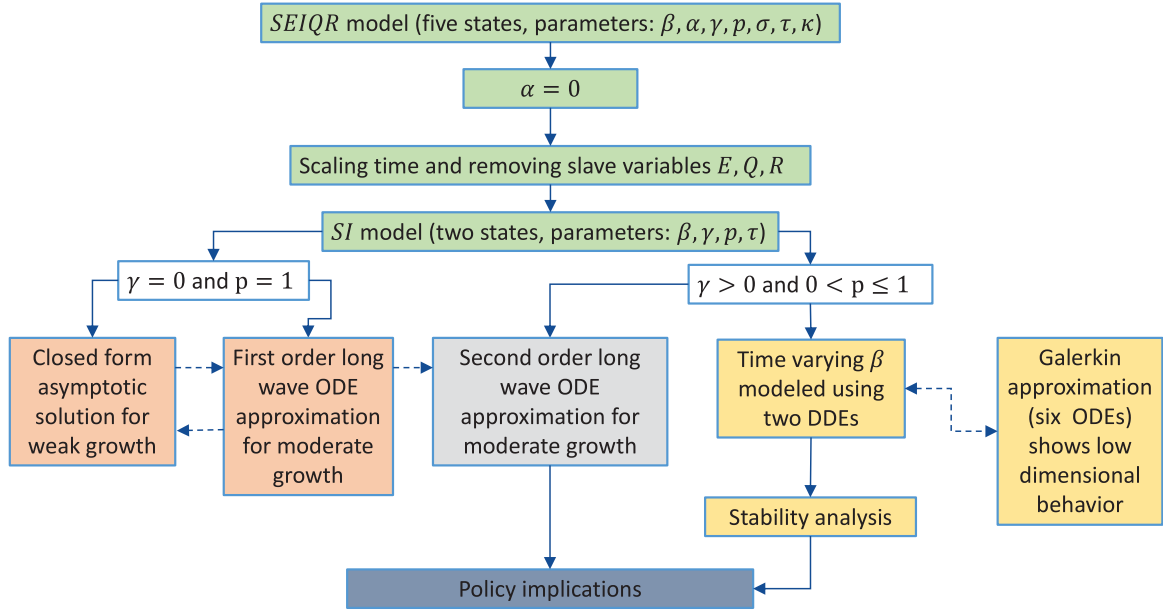 SEIQR model (five states, parameters: β, α, γ, p, σ, τ, κ)
α = 0
Scaling time and removing slave variables E, Q, R
SI model (two states, parameters: β, γ, p, τ)
γ = 0 and p = 1
γ > 0 and 0 < p ≤ 1
Closed form
asymptotic
solution for
weak growth
First order long
wave ODE
approximation
for moderate
growth
Second order long
wave ODE
approximation for
moderate growth
Time varying β
modeled using
two DDEs
Galerkin
approximation
(six ODEs)
shows low
dimensional
behavior
Stability analysis
Policy implications